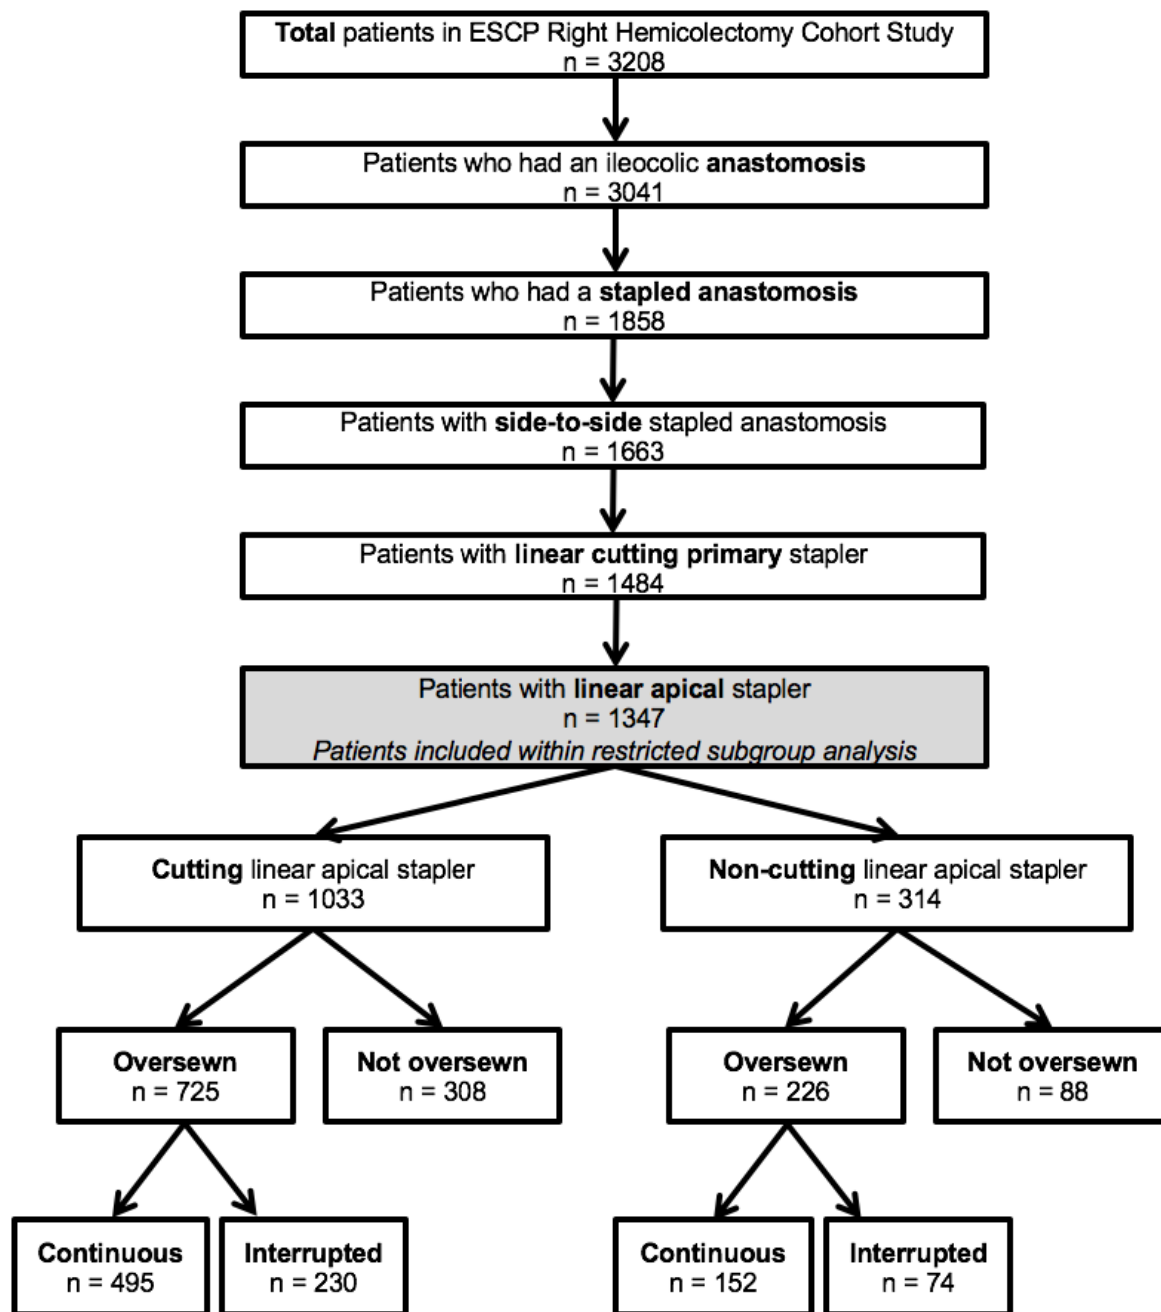 Total patients in ESCP Right Hemicolectomy Cohort Study
n = 3208
Patients who had an ileocolic anastomosis
n = 3041
Patients who had a stapled anastomosis
n = 1858
Patients with side-to-side stapled anastomosis
n = 1663
Patients with linear cutting primary stapler
n = 1484
Patients with linear apical stapler
n = 1347
Patients included within restricted subgroup analysis
Cutting linear apical stapler
n = 1033
Non-cutting linear apical stapler
n = 314
Oversewn
n = 725
Not oversewn
n = 308
Oversewn
n = 226
Not oversewn
n = 88
Continuous
n = 495
Interrupted
n = 230
Continuous
n = 152
Interrupted
n = 74